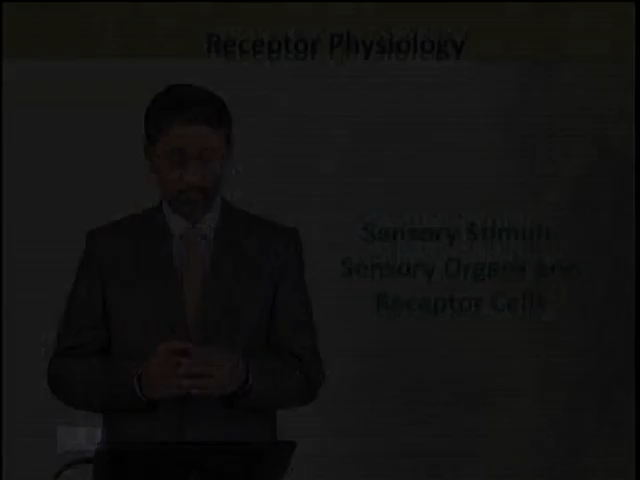 Receptor Physiology
Sensory Stimuli
Sensory Organs and
Receptor Cells